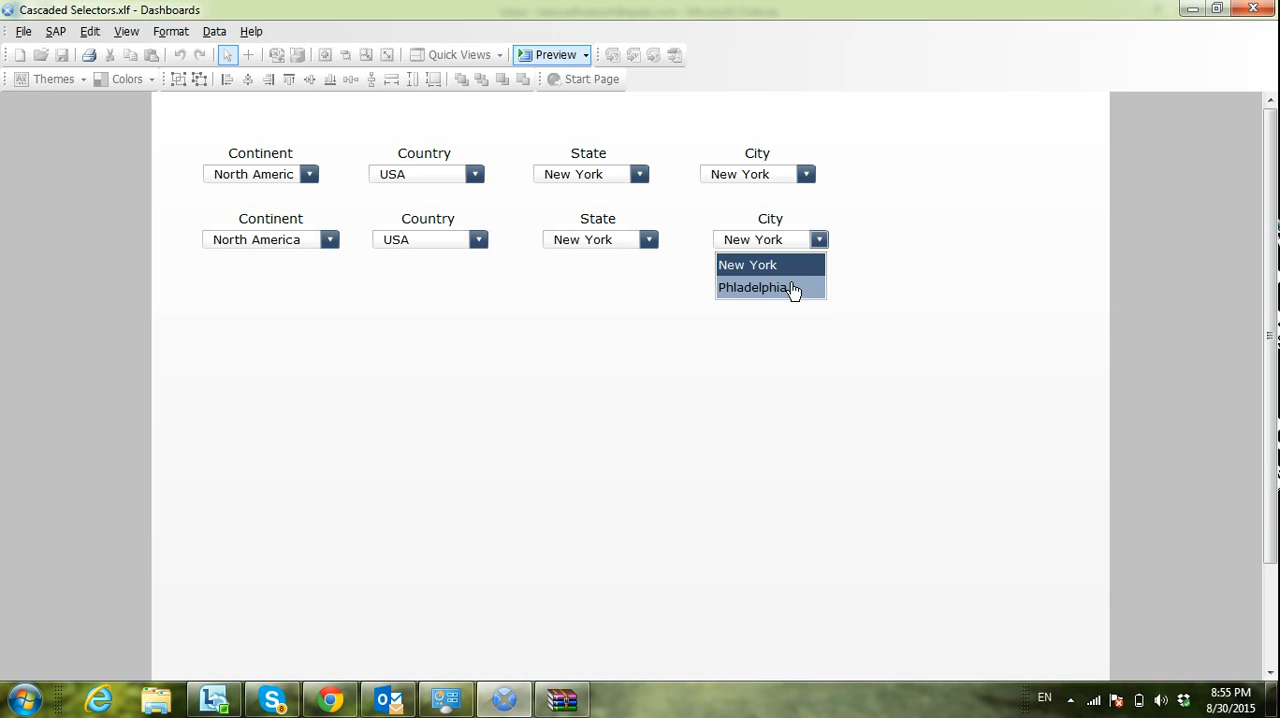 Cascaded Selectors.xlf - Dashboards
File SAP Edit View Format Data Help
Quick Views Preview
Themes Colors Start Page
Continent Country State City
North Americ USA New York New York
Continent Country State City
North America USA New York New York
New York
Phladelphia
EN 8:55 PM
8/30/2015